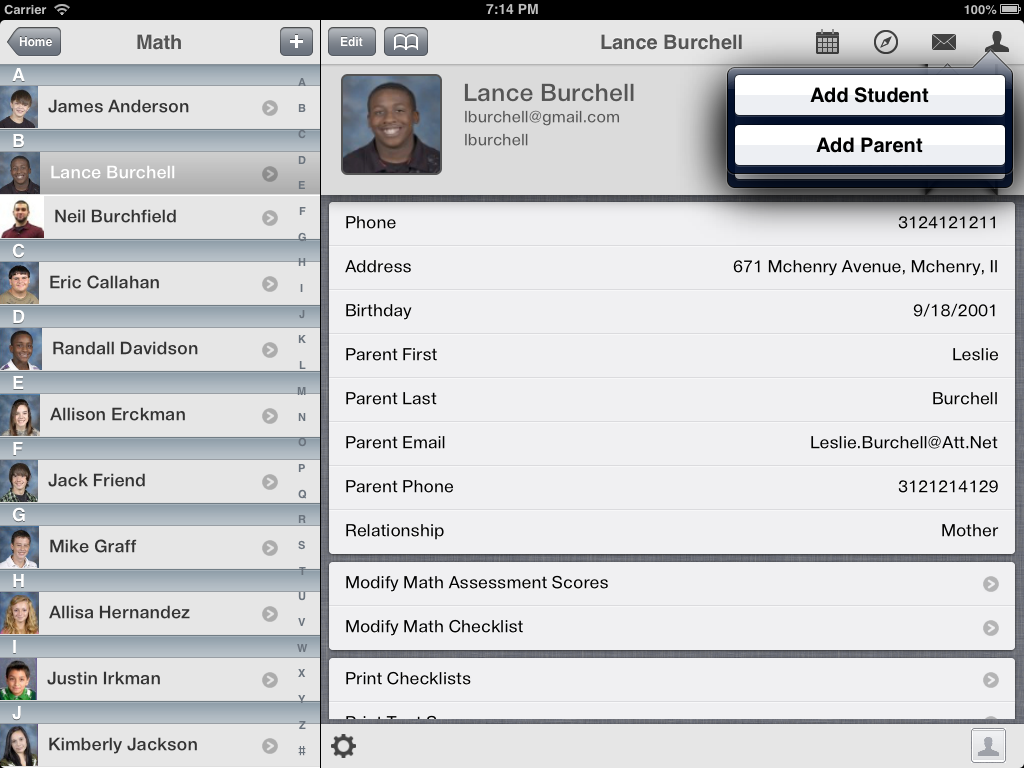 Carrier 7:14 PM 100%
Home Math + Edit Lance Burchell
A
James Anderson
B
Lance Burchell
Neil Burchfield
C
Eric Callahan
D
Randall Davidson
E
Allison Erckman
F
Jack Friend
G
Mike Graff
H
Allisa Hernandez
I
Justin Irkman
J
Kimberly Jackson
A
B
C
D
E
F
G
H
I
J
K
L
M
N
O
P
Q
R
S
T
U
V
W
X
Y
Z
#
Lance Burchell
lburchell@gmail.com
lburchell
Add Student
Add Parent
Phone 3124121211
Address 671 Mchenry Avenue, Mchenry, Il
Birthday 9/18/2001
Parent First Leslie
Parent Last Burchell
Parent Email Leslie.Burchell@Att.Net
Parent Phone 3121214129
Relationship Mother
Modify Math Assessment Scores
Modify Math Checklist
Print Checklists